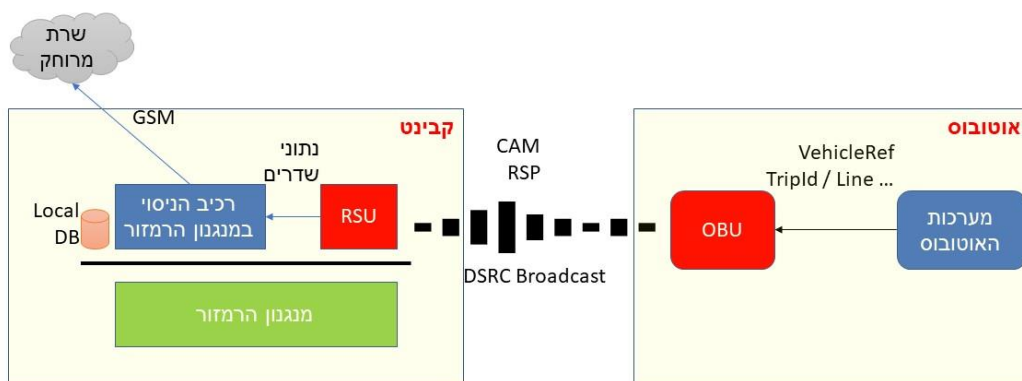 שרת
מרוחק
GSM
קבינט
נתוני
שדרים
Local
DB
רכיב הניסוי
במנגנון הרמזור
RSU
מנגנון הרמזור
CAM
RSP
DSRC Broadcast
אוטובוס
VehicleRef
TripId / Line ...
OBU
מערכות
האוטובוס